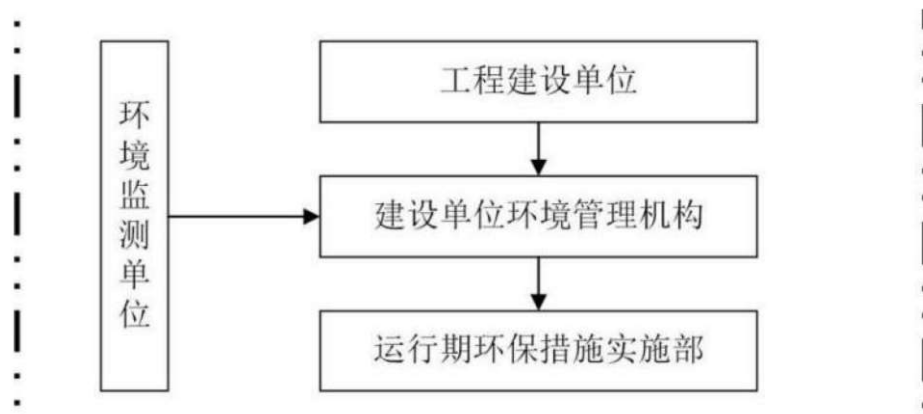 环境监测单位
工程建设单位
建设单位环境管理机构
运行期环保措施实施部